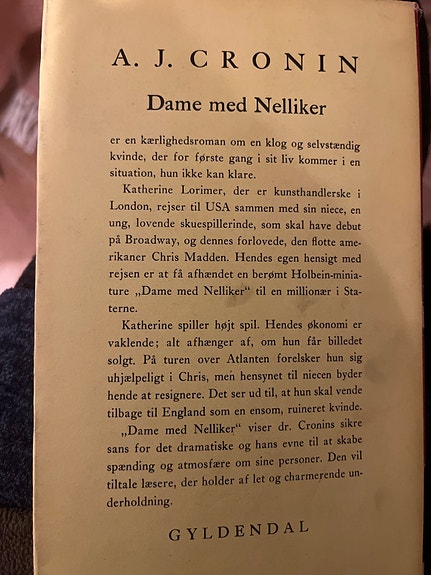 A. J. CRONIN
Dame med Nelliker
er en kærlighedsroman om en klog og selvstændig
kvinde, der for første gang i sit liv kommer i en
situation, hun ikke kan klare.
Katherine Lorimer, der er kunsthandlerske i
London, rejser til USA sammen med sin niece, en
ung, lovende skuespillerinde, som skal have debut
på Broadway, og dennes forlovede, den flotte ame-
rikaner Chris Madden. Hendes egen hensigt med
rejsen er at få afhændet en berømt Holbein-minia-
ture „Dame med Nelliker“ til en millionær i Sta-
terne.
Katherine spiller højt spil. Hendes økonomi er
vaklende; alt afhænger af, om hun får billedet
solgt. På turen over Atlanten forelsker hun sig
uhjælpeligt i Chris, men hensynet til niecen byder
hende at resignere. Det ser ud til, at hun skal vende
tilbage til England som en ensom, ruineret kvinde.
„Dame med Nelliker“ viser dr. Cronins sikre
sans for det dramatiske og hans evne til at skabe
spænding og atmosfære om sine personer. Den vil
tiltale læsere, der holder af let og charmerende un-
derholdning.
GYLDENDAL